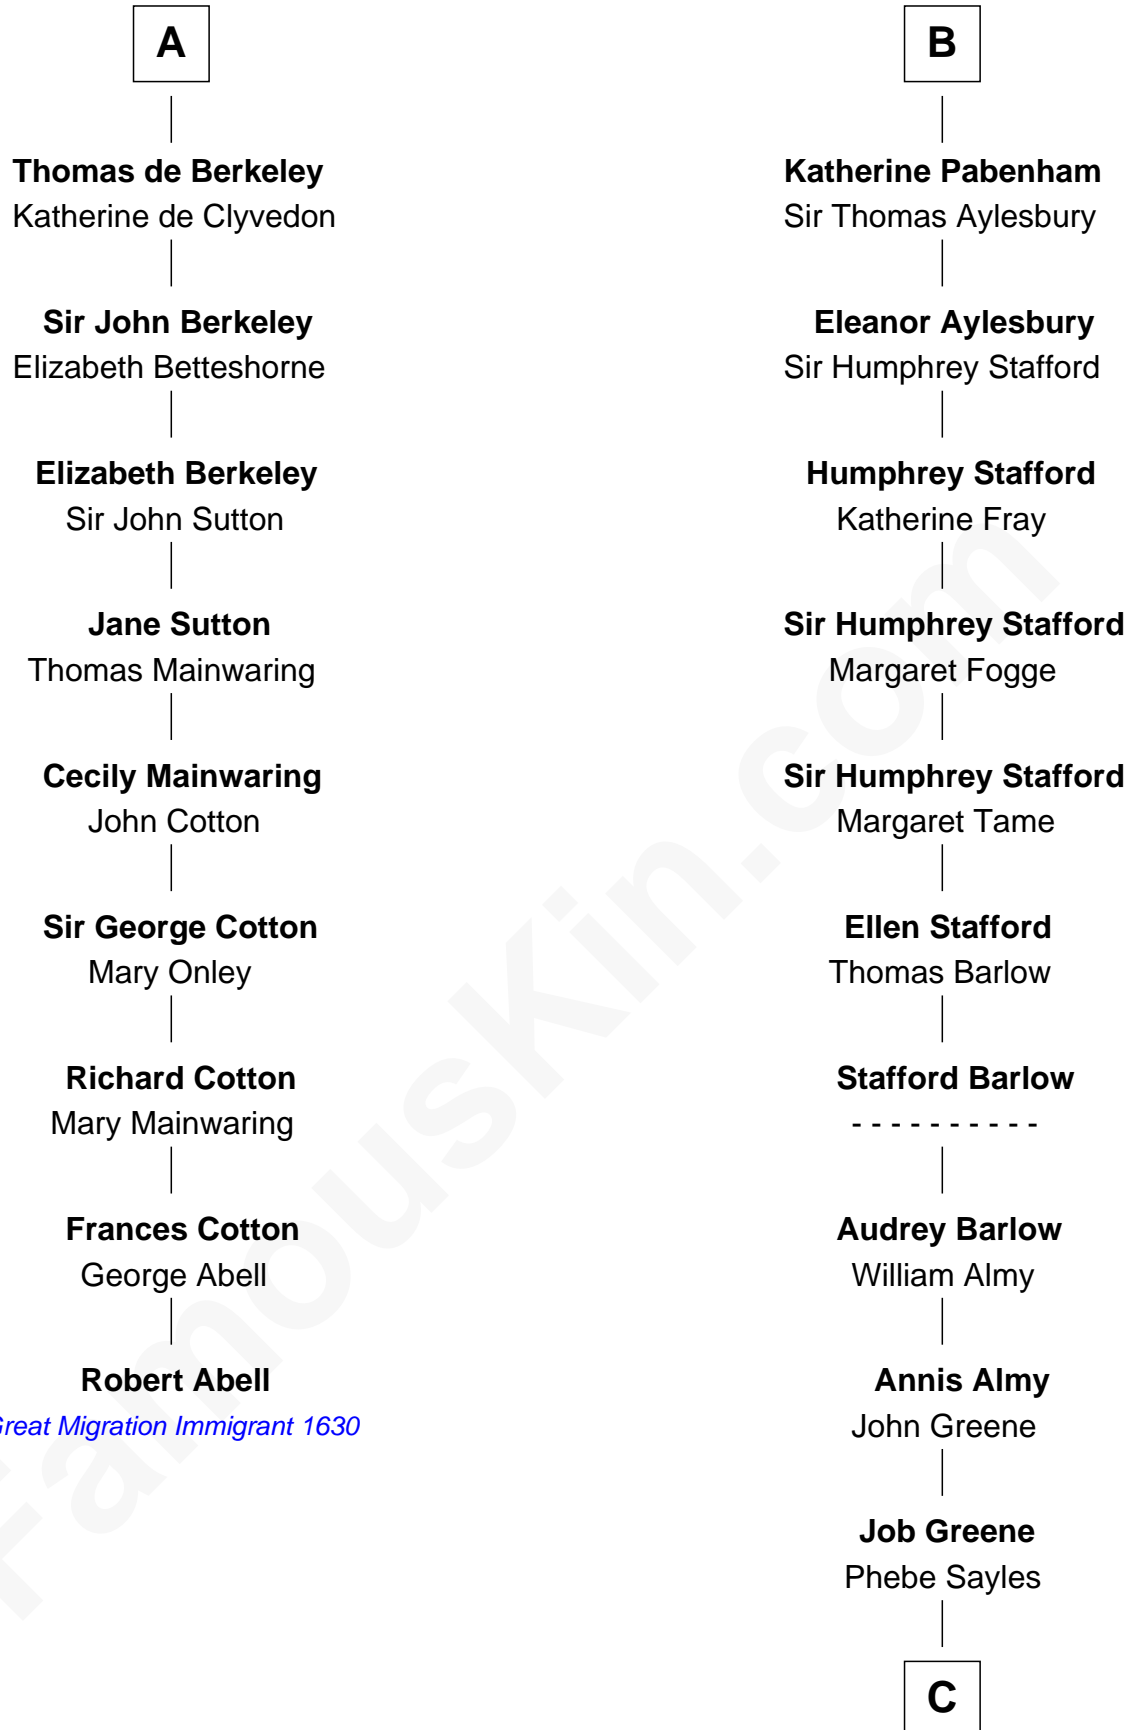 A
Thomas de Berkeley
Katherine de Clyvedon
Sir John Berkeley
Elizabeth Betteshorne
Elizabeth Berkeley
Sir John Sutton
Jane Sutton
Thomas Mainwaring
Cecily Mainwaring
John Cotton
Sir George Cotton
Mary Onley
Richard Cotton
Mary Mainwaring
Frances Cotton
George Abell
Robert Abell
Great Migration Immigrant 1630
B
Katherine Pabenham
Sir Thomas Aylesbury
Eleanor Aylesbury
Sir Humphrey Stafford
Humphrey Stafford
Katherine Fray
Sir Humphrey Stafford
Margaret Fogge
Sir Humphrey Stafford
Margaret Tame
Ellen Stafford
Thomas Barlow
Stafford Barlow
- - - - - - - - - -
Audrey Barlow
William Almy
Annis Almy
John Greene
Job Greene
Phebe Sayles
C
FamousKin.com